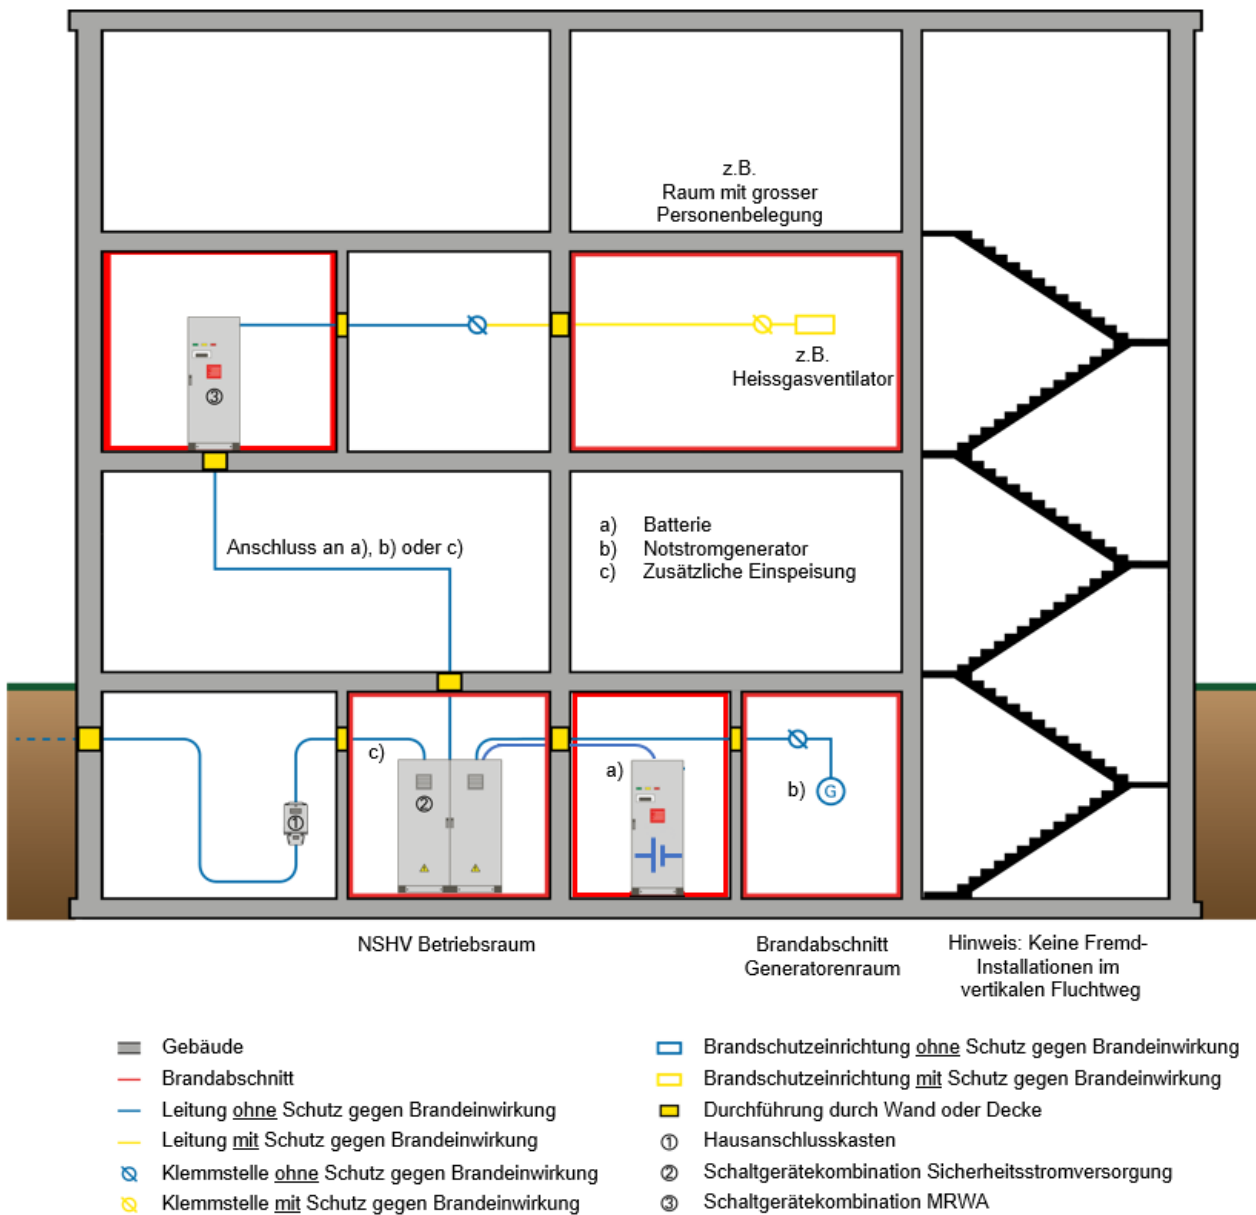 z.B.
Raum mit grosser
Personenbelegung
③
z.B.
Heissgasventilator
Anschluss an a), b) oder c)
a) Batterie
b) Notstromgenerator
c) Zusätzliche Einspeisung
c)
②
①
a)
b)
G
NSHV Betriebsraum
Brandabschnitt
Generatorenraum
Hinweis: Keine Fremd-
Installationen im
vertikalen Fluchtweg
Gebäude
Brandabschnitt
Leitung ohne Schutz gegen Brandeinwirkung
Leitung mit Schutz gegen Brandeinwirkung
Klemmstelle ohne Schutz gegen Brandeinwirkung
Klemmstelle mit Schutz gegen Brandeinwirkung
Brandschutzeinrichtung ohne Schutz gegen Brandeinwirkung
Brandschutzeinrichtung mit Schutz gegen Brandeinwirkung
Durchführung durch Wand oder Decke
① Hausanschlusskasten
② Schaltgerätekombination Sicherheitsstromversorgung
③ Schaltgerätekombination MRWA